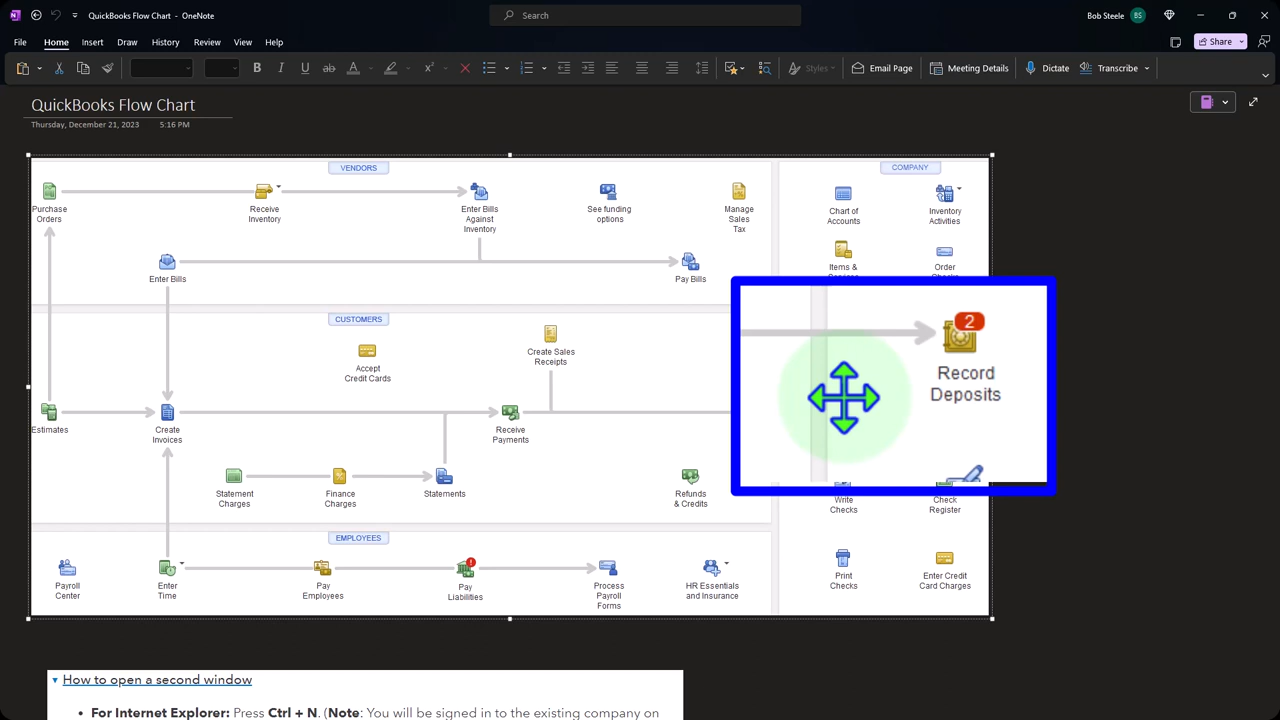 QuickBooks Flow Chart - OneNote
Search
Bob Steele
BS
File
Home
Insert
Draw
History
Review
View
Help
Share
B
I
U
ab
A
Styles
Email Page
Meeting Details
Dictate
Transcribe
QuickBooks Flow Chart
Thursday, December 21, 2023
5:16 PM
VENDORS
COMPANY
Purchase
Orders
Receive
Inventory
Enter Bills
Against
Inventory
See funding
options
Manage
Sales
Tax
Chart of
Accounts
Inventory
Activities
Enter Bills
Pay Bills
Items &
Order
CUSTOMERS
Accept
Credit Cards
Create Sales
Receipts
2
Record
Deposits
Estimates
Create
Invoices
Receive
Payments
Statement
Charges
Finance
Charges
Statements
Refunds
& Credits
Write
Checks
Check
Register
EMPLOYEES
Payroll
Center
Enter
Time
Pay
Employees
Pay
Liabilities
Process
Payroll
Forms
HR Essentials
and Insurance
Print
Checks
Enter Credit
Card Charges
How to open a second window
• For Internet Explorer: Press Ctrl + N. (Note: You will be signed in to the existing company on